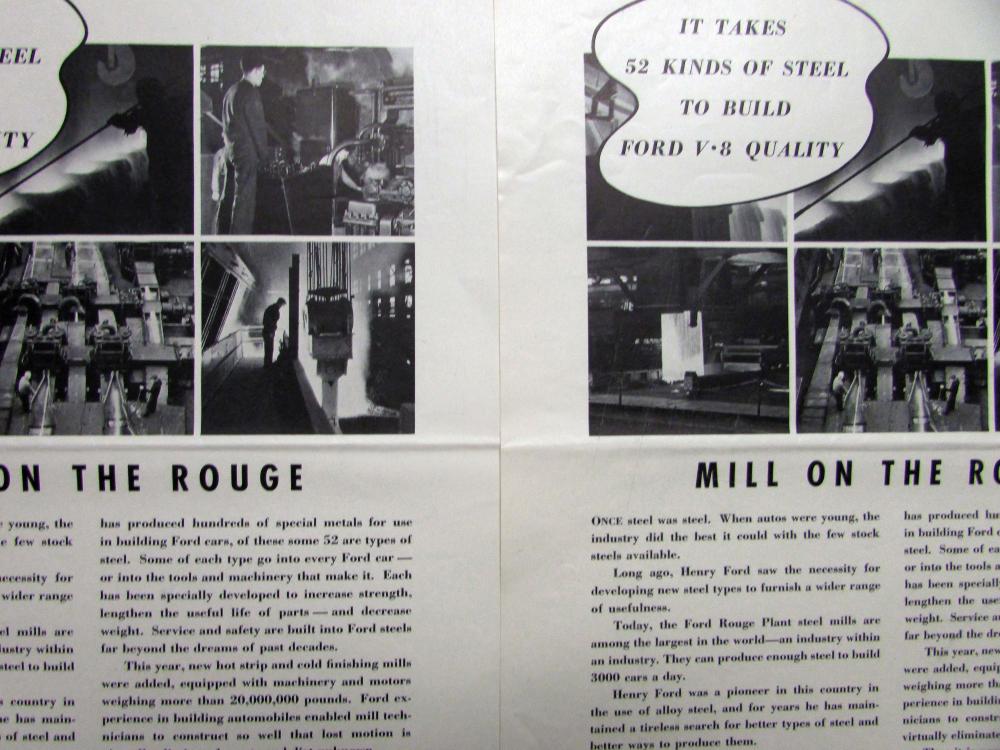 EEL
TY
ON THE ROUGE
re young, the
e few stock
necessity for
wider range
el mills are
dustry within
steel to build
s country in
he has main-
of steel and
has produced hundreds of special metals for use
in building Ford cars, of these some 52 are types of
steel. Some of each type go into every Ford car —
or into the tools and machinery that make it. Each
has been specially developed to increase strength,
lengthen the useful life of parts — and decrease
weight. Service and safety are built into Ford steels
far beyond the dreams of past decades.
This year, new hot strip and cold finishing mills
were added, equipped with machinery and motors
weighing more than 20,000,000 pounds. Ford ex-
perience in building automobiles enabled mill tech-
nicians to construct so well that lost motion is
IT TAKES
52 KINDS OF STEEL
TO BUILD
FORD V·8 QUALITY
MILL ON THE RO
ONCE steel was steel. When autos were young, the
industry did the best it could with the few stock
steels available.
Long ago, Henry Ford saw the necessity for
developing new steel types to furnish a wider range
of usefulness.
Today, the Ford Rouge Plant steel mills are
among the largest in the world—an industry within
an industry. They can produce enough steel to build
3000 cars a day.
Henry Ford was a pioneer in this country in
the use of alloy steel, and for years he has main-
tained a tireless search for better types of steel and
better ways to produce them.
has produced hun
in building Ford c
steel. Some of ea
or into the tools a
has been speciall
lengthen the usef
weight. Service an
far beyond the dre
This year, new
were added, equip
weighing more tha
perience in buildin
nicians to constr
virtually eliminate